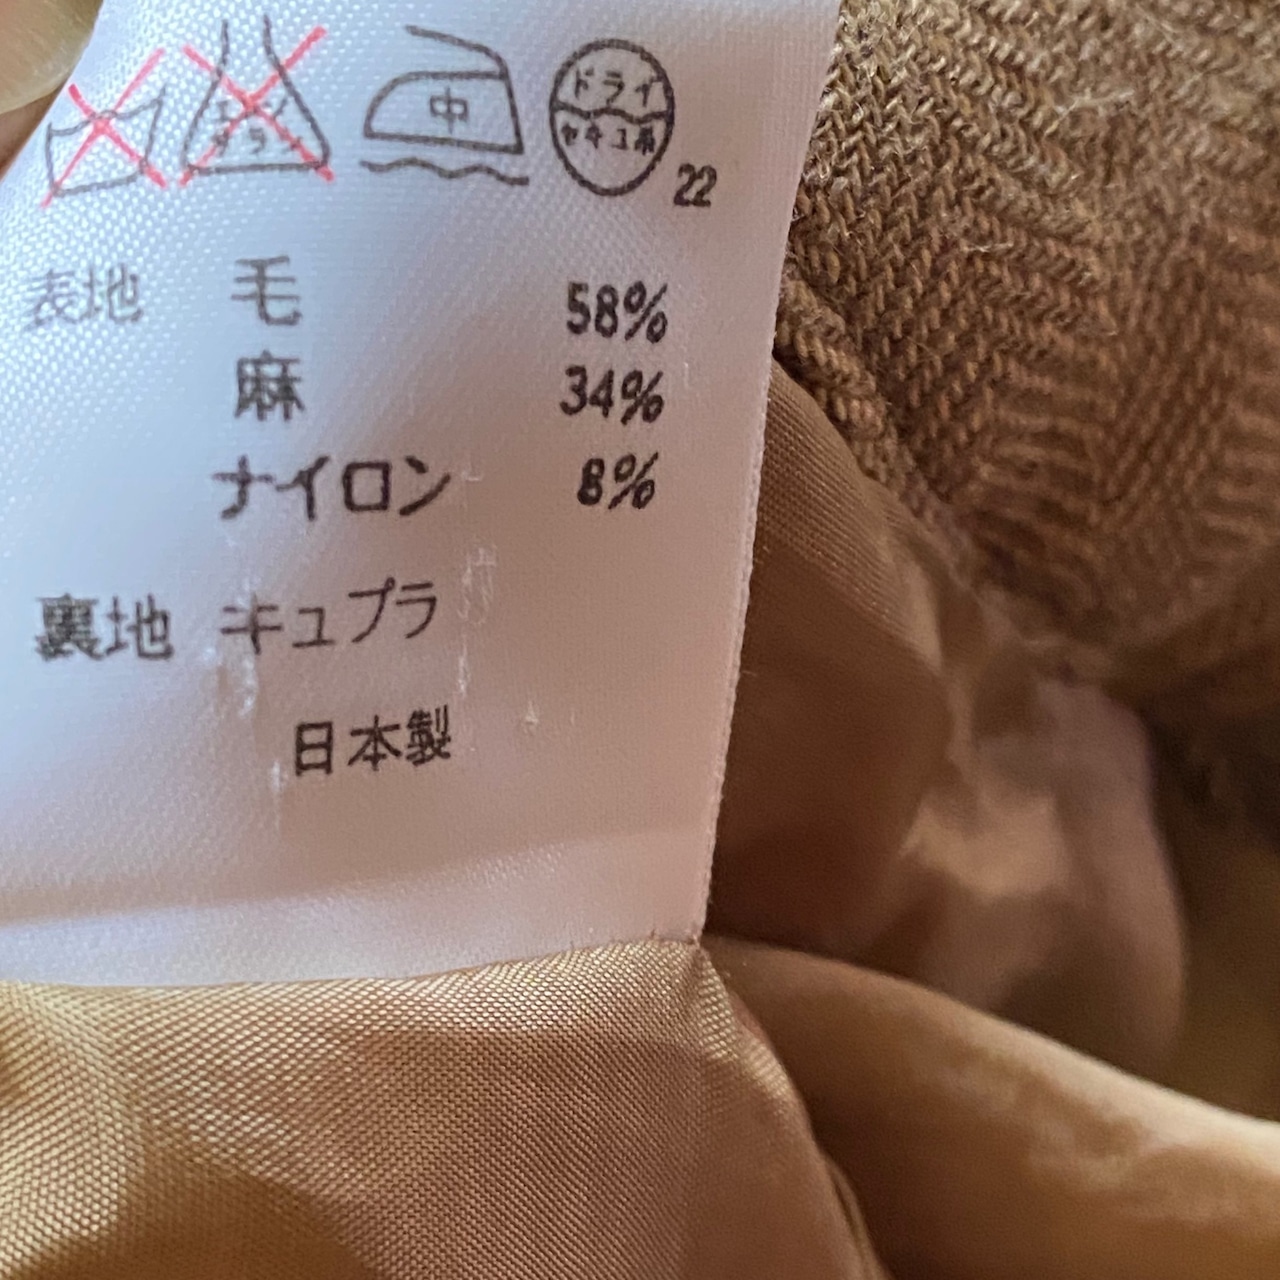 中 ドライ セキユ系 22
表地 毛 58%
麻 34%
ナイロン 8%
裏地 キュプラ
日本製